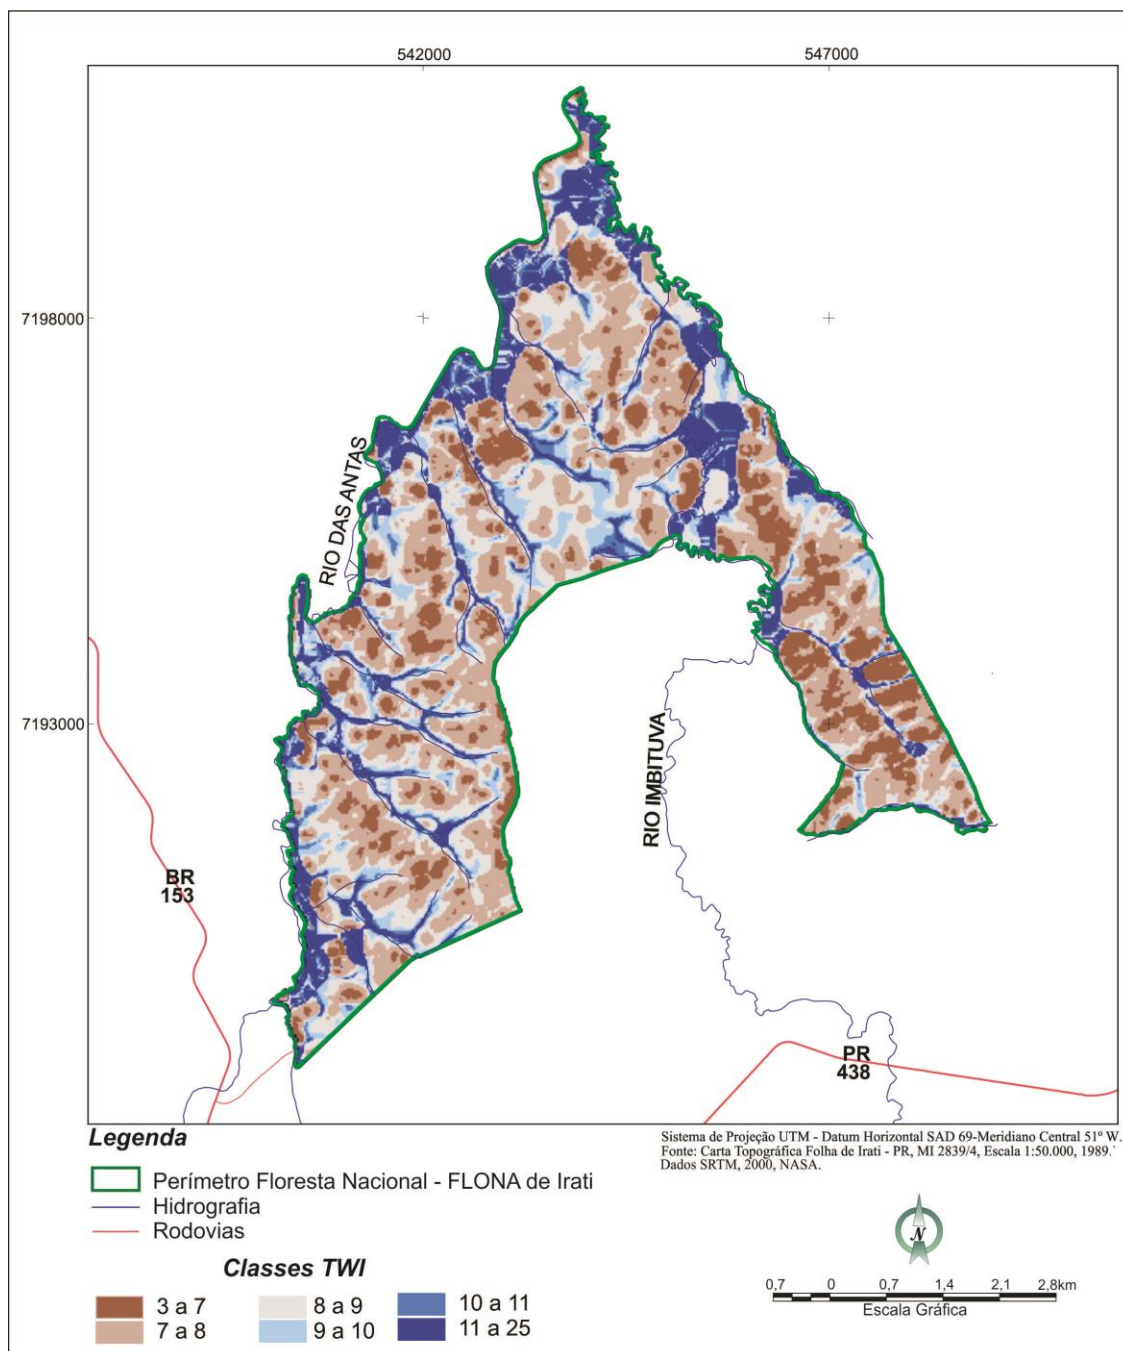 542000
547000
7198000
RIO DAS ANTAS
7193000
RIO IMBITUVA
BR
153
PR
438
Legenda
Perímetro Floresta Nacional - FLONA de Irati
Hidrografia
Rodovias
Sistema de Projeção UTM - Datum Horizontal SAD 69-Meridiano Central 51º W.
Fonte: Carta Topográfica Folha de Irati - PR, MI 2839/4, Escala 1:50.000, 1989.
Dados SRTM, 2000, NASA.
N
Classes TWI
3 a 7
8 a 9
10 a 11
7 a 8
9 a 10
11 a 25
0,7 0 0,7 1,4 2,1 2,8km
Escala Gráfica